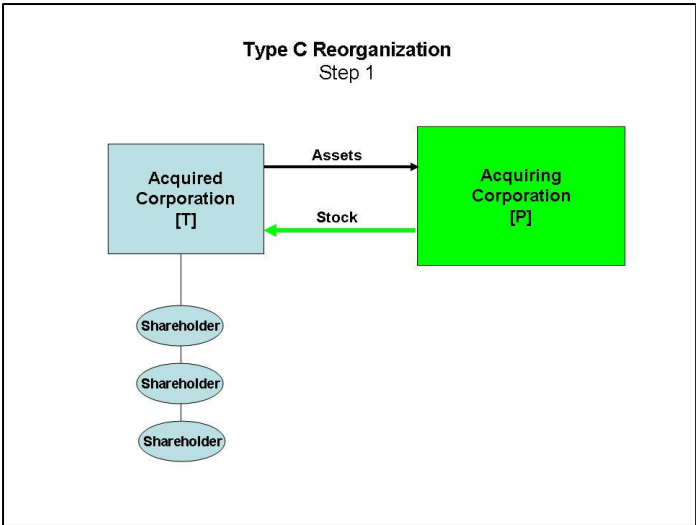 Type C Reorganization
Step 1
Assets
Acquired
Corporation
[T]
Acquiring
Corporation
[P]
Stock
Shareholder
Shareholder
Shareholder